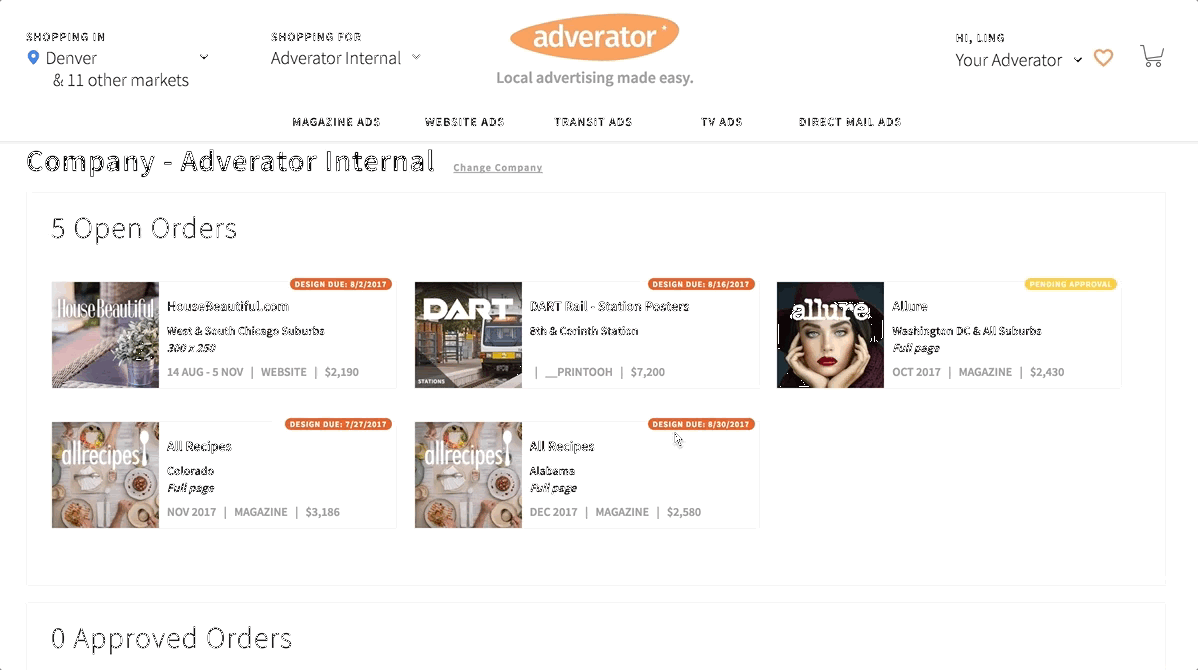 SHOPPING IN
Denver
& 11 other markets
SHOPPING FOR
Adverator Internal
adverator
Local advertising made easy.
HI, LING
Your Adverator
MAGAZINE ADS
WEBSITE ADS
TRANSIT ADS
TV ADS
DIRECT MAIL ADS
Company - Adverator Internal
Change Company
5 Open Orders
DESIGN DUE: 8/2/2017
House Beautiful
HouseBeautiful.com
West & South Chicago Suburbs
300 x 250
14 AUG - 5 NOV | WEBSITE | $2,190
DESIGN DUE: 8/16/2017
DART
STATIONS
DART Rail - Station Posters
8th & Corinth Station
| __PRINTOOH | $7,200
PENDING APPROVAL
allure
Allure
Washington DC & All Suburbs
Full page
OCT 2017 | MAGAZINE | $2,430
DESIGN DUE: 7/27/2017
allrecipes
All Recipes
Colorado
Full page
NOV 2017 | MAGAZINE | $3,186
DESIGN DUE: 8/30/2017
allrecipes
All Recipes
Alabama
Full page
DEC 2017 | MAGAZINE | $2,580
0 Approved Orders